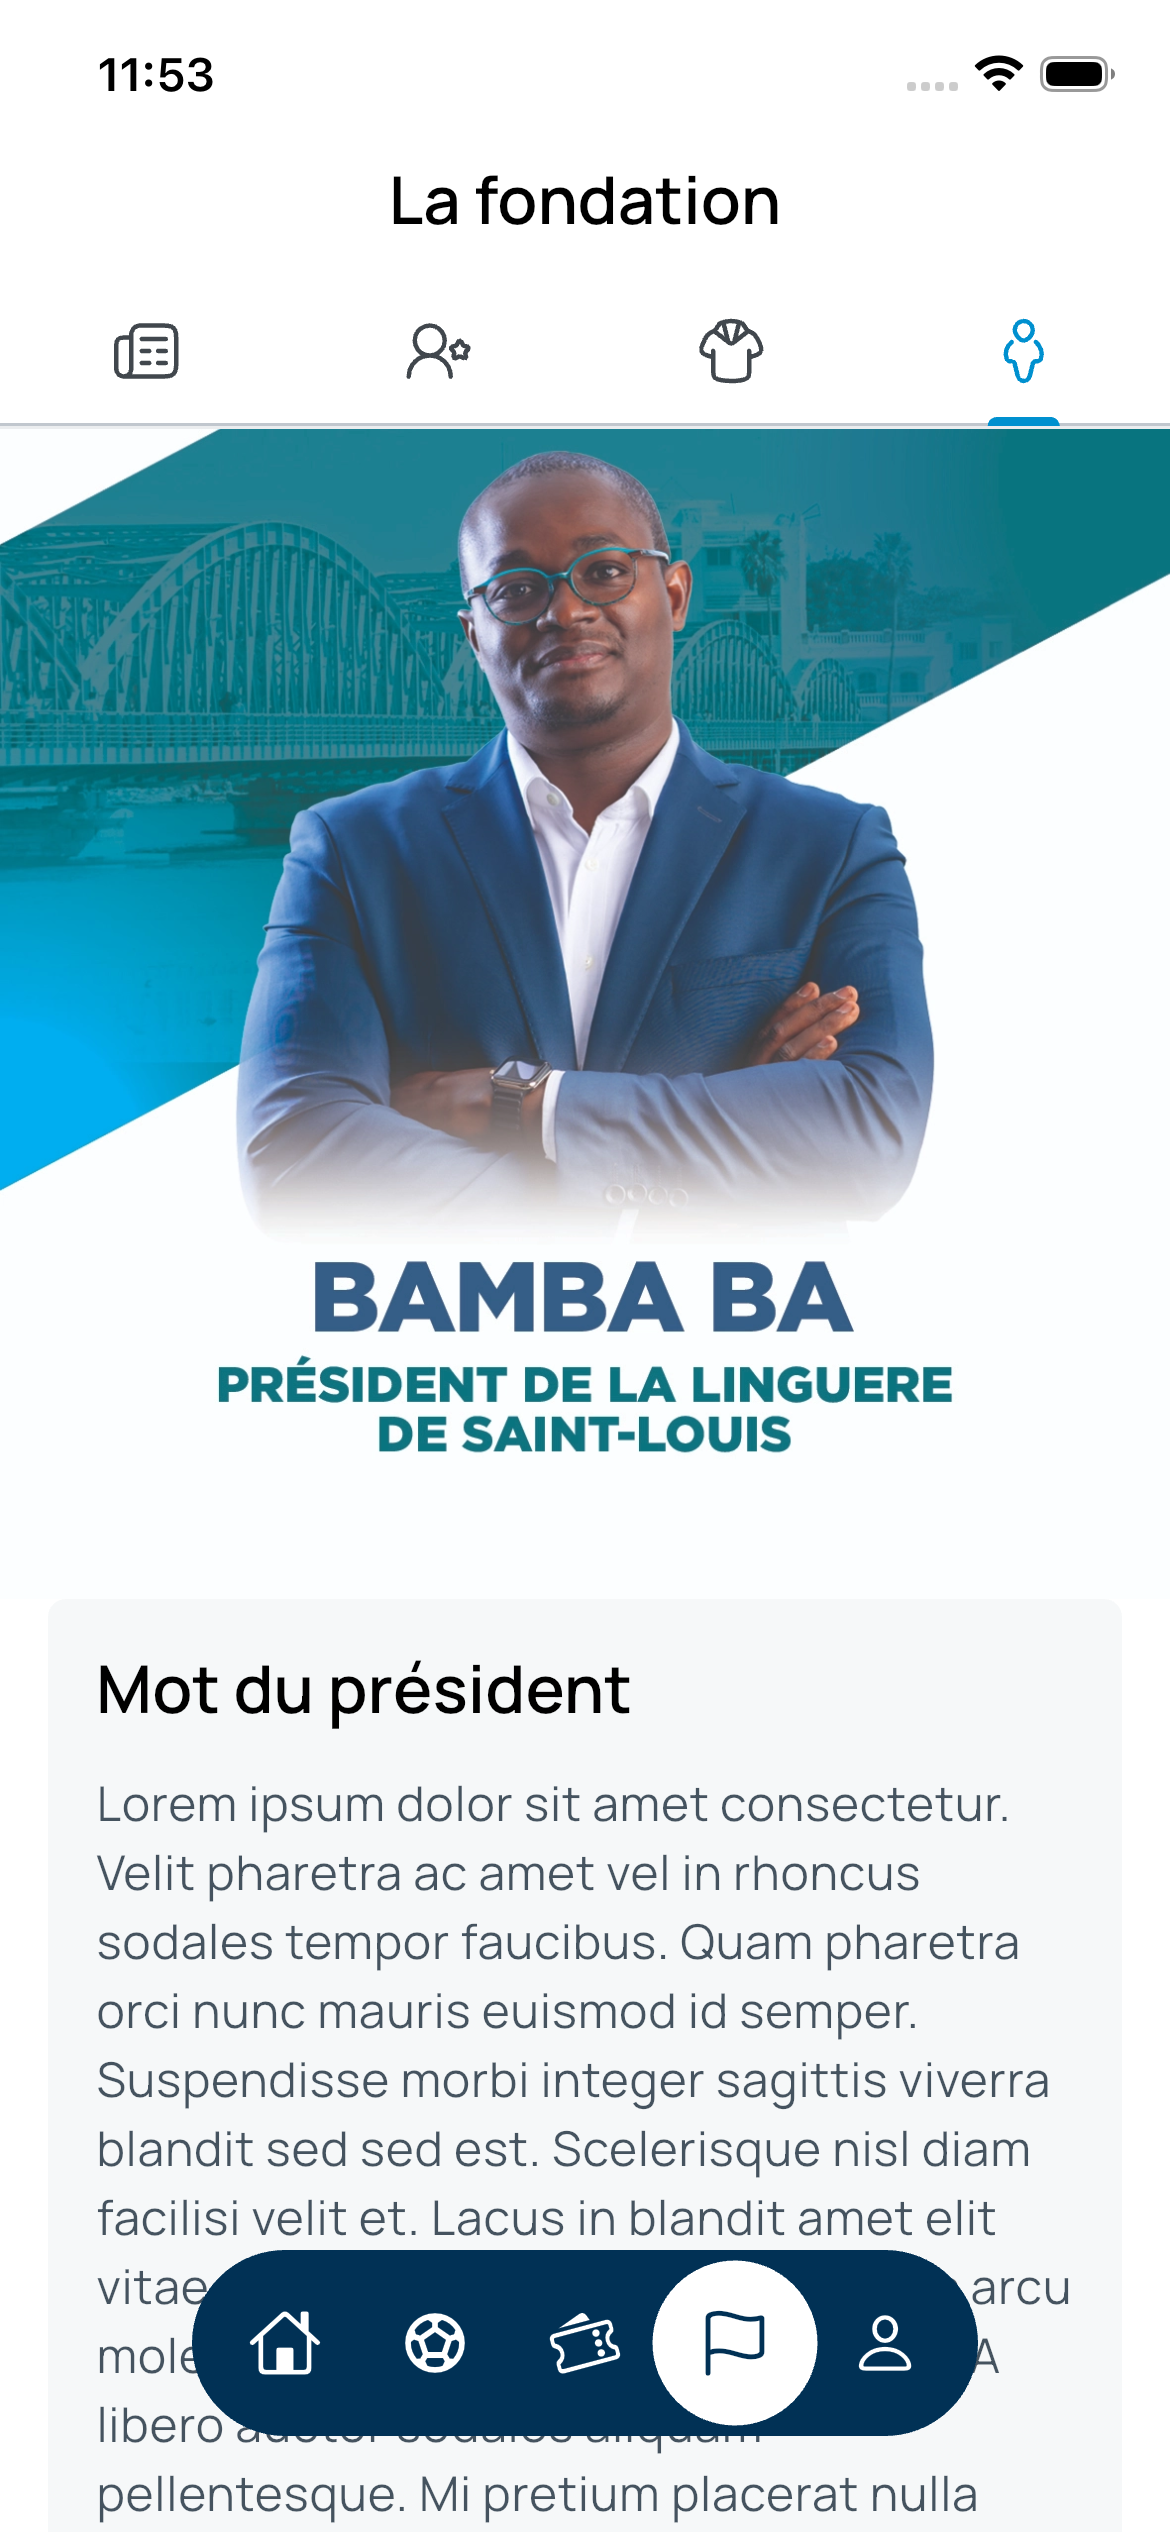 11:53
La fondation
BAMBA BA
PRÉSIDENT DE LA LINGUERE
DE SAINT-LOUIS
Mot du président
Lorem ipsum dolor sit amet consectetur.
Velit pharetra ac amet vel in rhoncus
sodales tempor faucibus. Quam pharetra
orci nunc mauris euismod id semper.
Suspendisse morbi integer sagittis viverra
blandit sed sed est. Scelerisque nisl diam
facilisi velit et. Lacus in blandit amet elit
vitae arcu
A
libero
pellentesque. Mi pretium placerat nulla